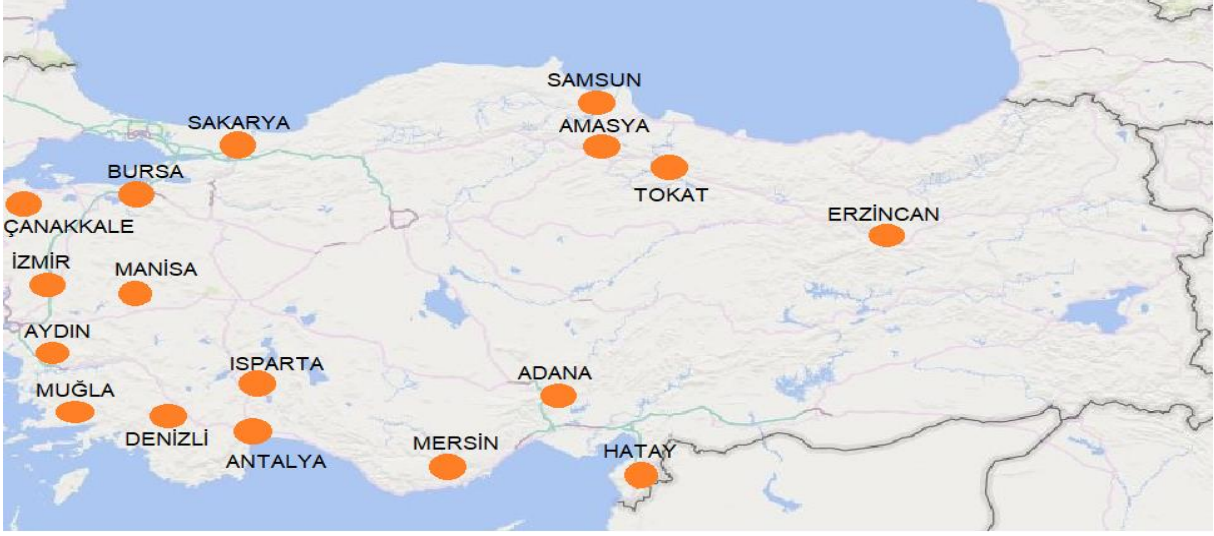 SAMSUN
SAKARYA
AMASYA
BURSA
TOKAT
ERZİNCAN
ÇANAKKALE
İZMİR
MANİSA
AYDIN
ISPARTA
ADANA
MUĞLA
DENİZLİ
MERSİN
HATAY
ANTALYA